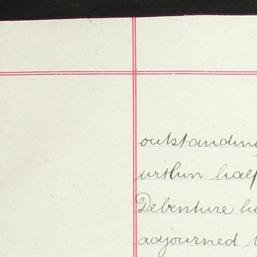 outstanding
within half
Debenture
adjourned